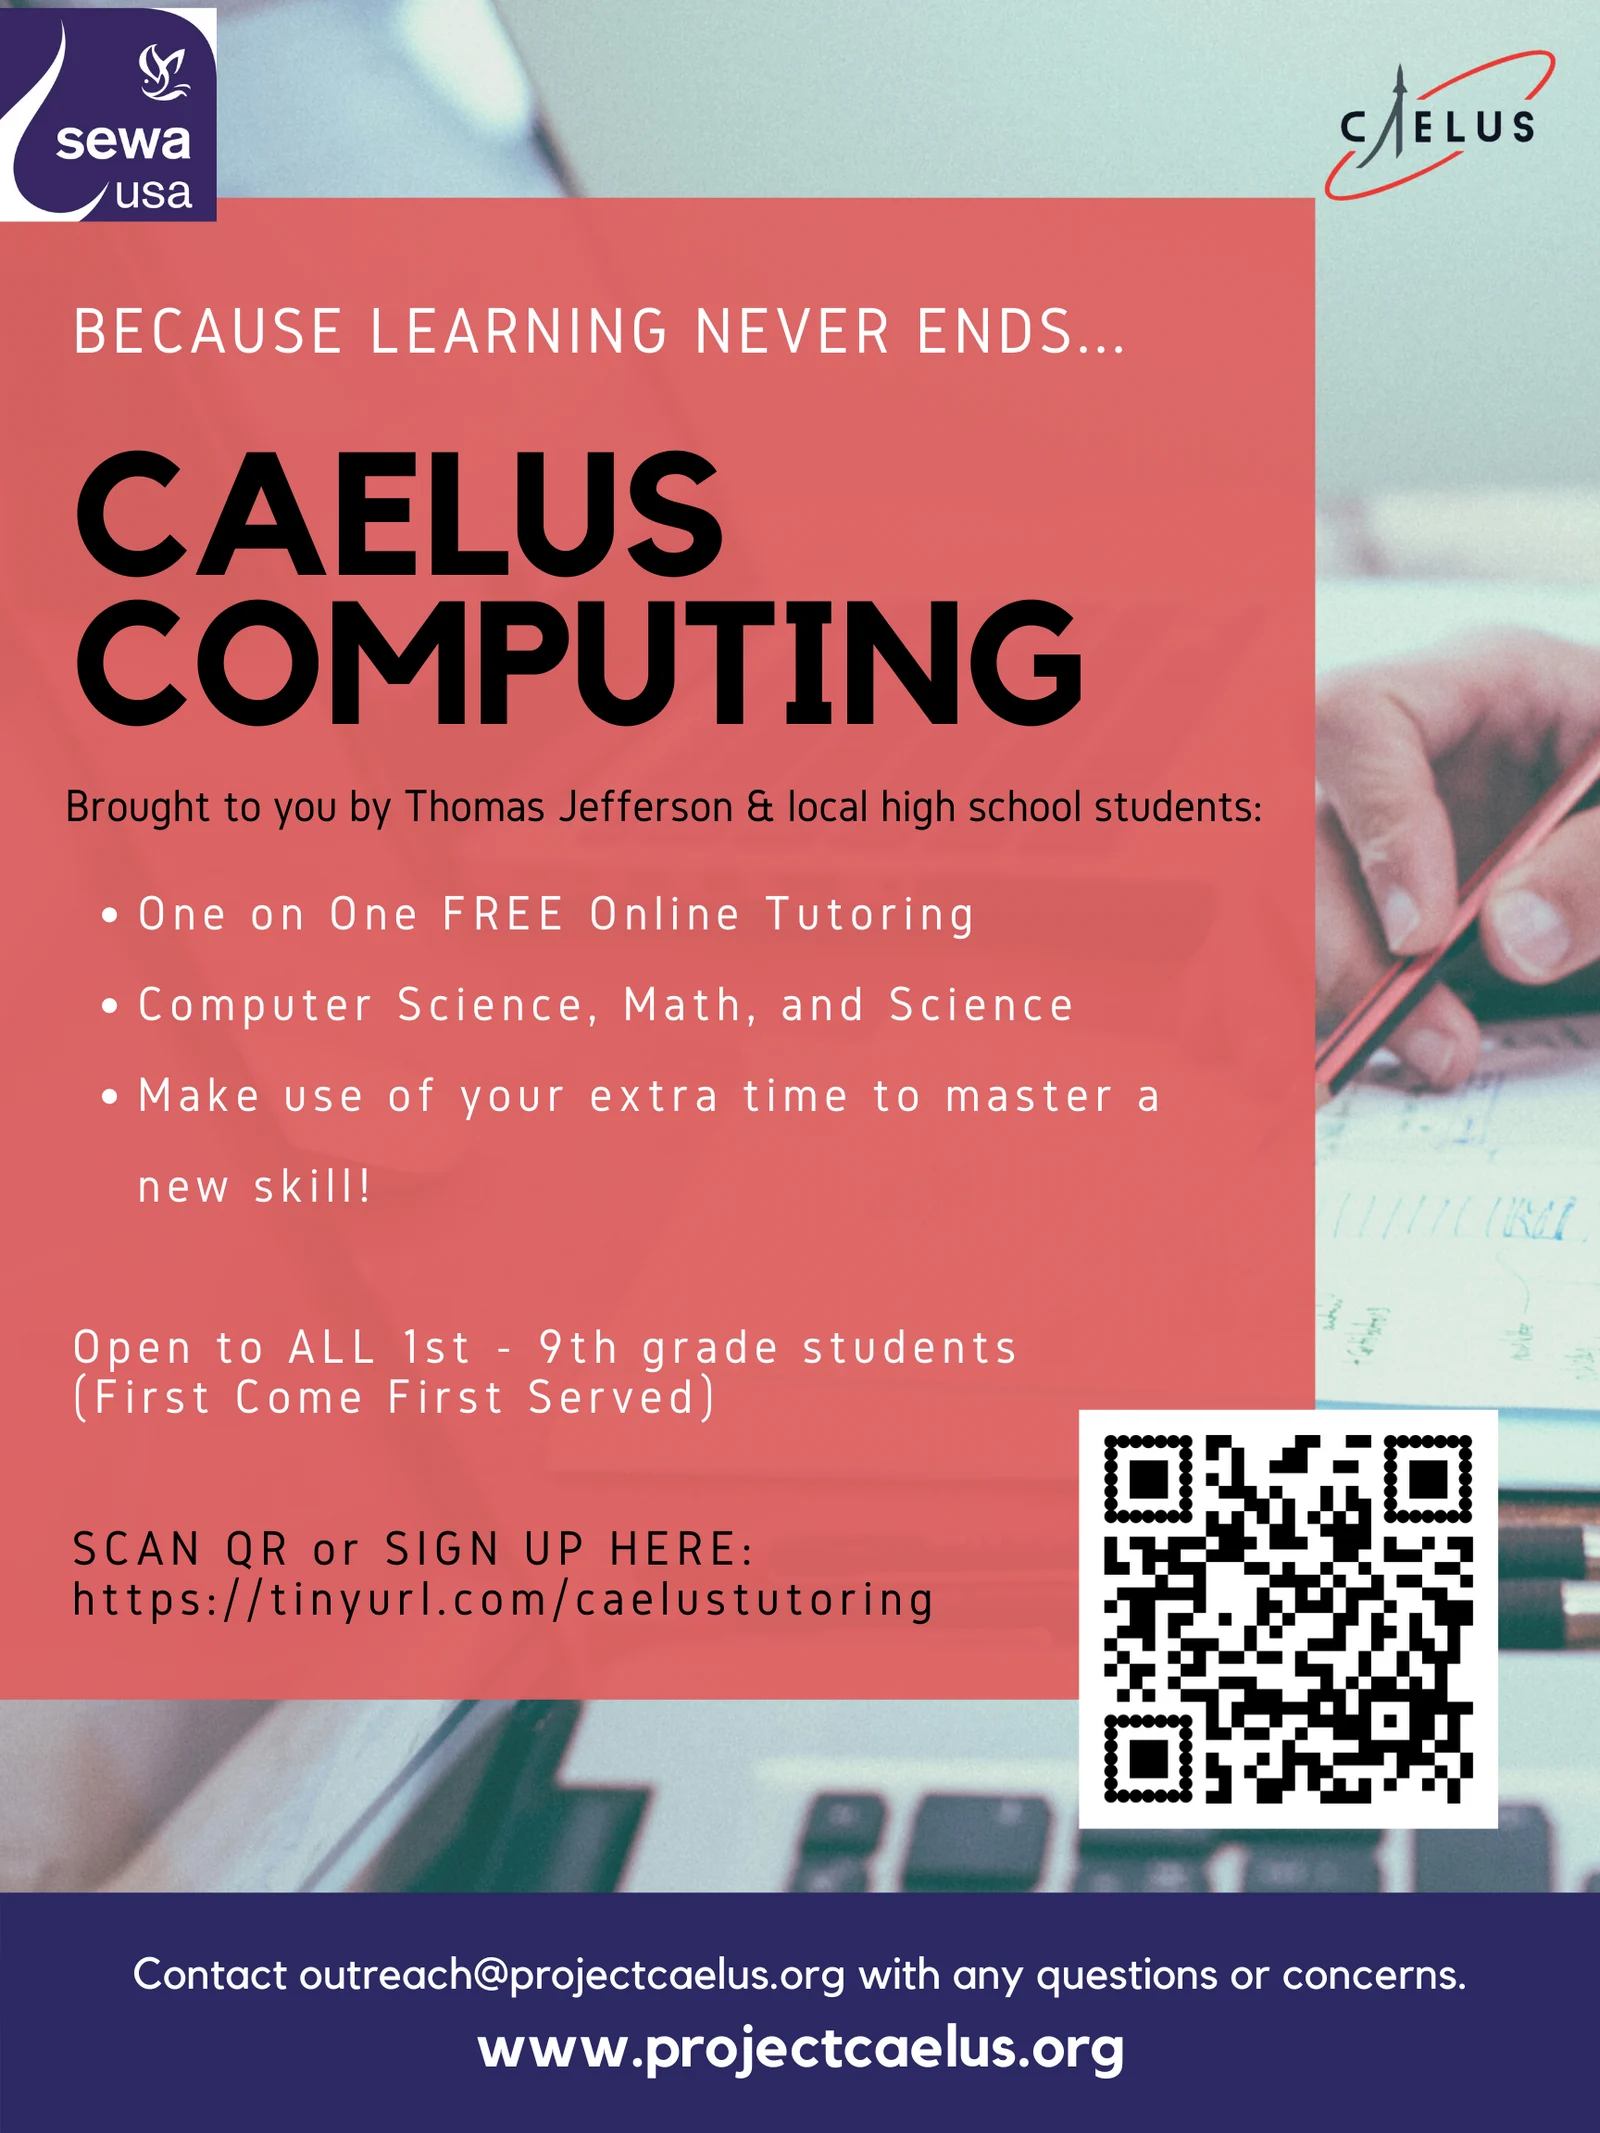 sewa
usa
CAELUS
BECAUSE LEARNING NEVER ENDS...
CAELUS
COMPUTING
Brought to you by Thomas Jefferson & local high school students:
• One on One FREE Online Tutoring
• Computer Science, Math, and Science
• Make use of your extra time to master a
new skill!
Open to ALL 1st - 9th grade students
(First Come First Served)
SCAN QR or SIGN UP HERE:
https://tinyurl.com/caelustutoring
Contact outreach@projectcaelus.org with any questions or concerns.
www.projectcaelus.org